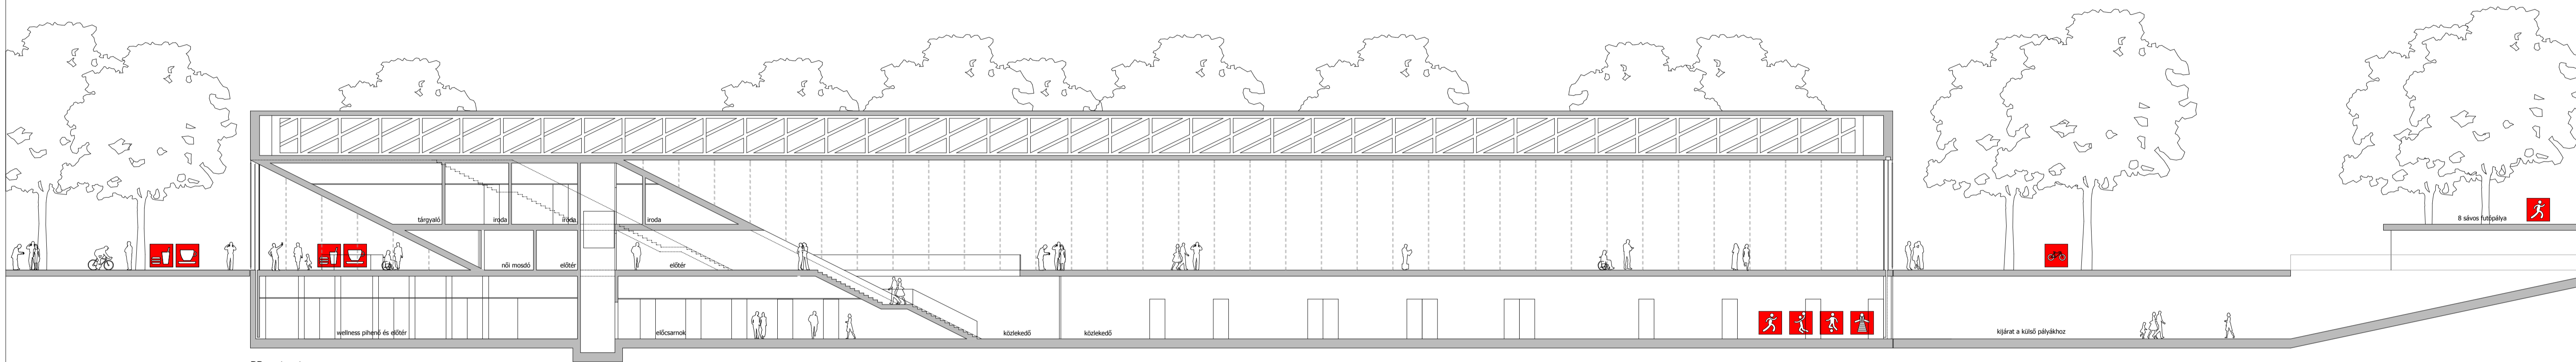 8 sávos futópálya
tárgyaló
iroda
iroda
iroda
női mosdó
előtér
előtér
wellness pihenő és előtér
előcsarnok
közlekedő
közlekedő
kijárat a külső pályákhoz